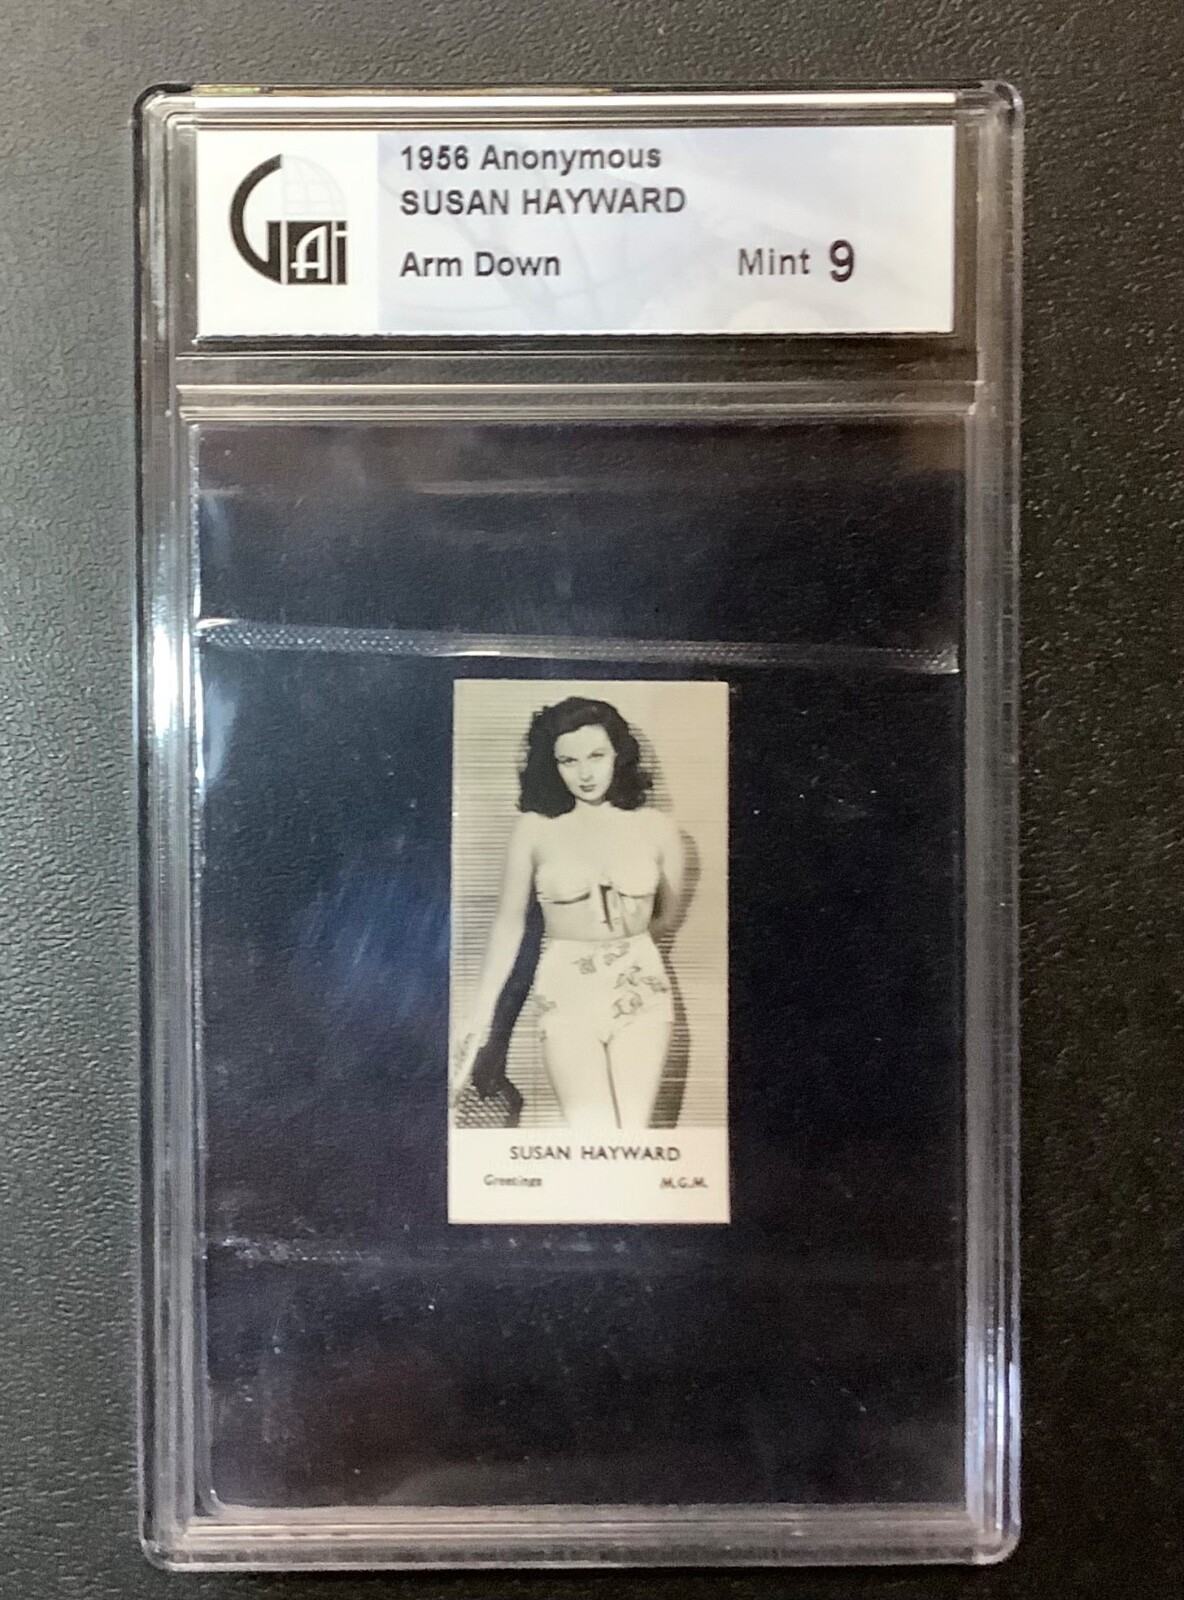 GAi
1956 Anonymous
SUSAN HAYWARD
Arm Down Mint 9
SUSAN HAYWARD
Greetings M.G.M.